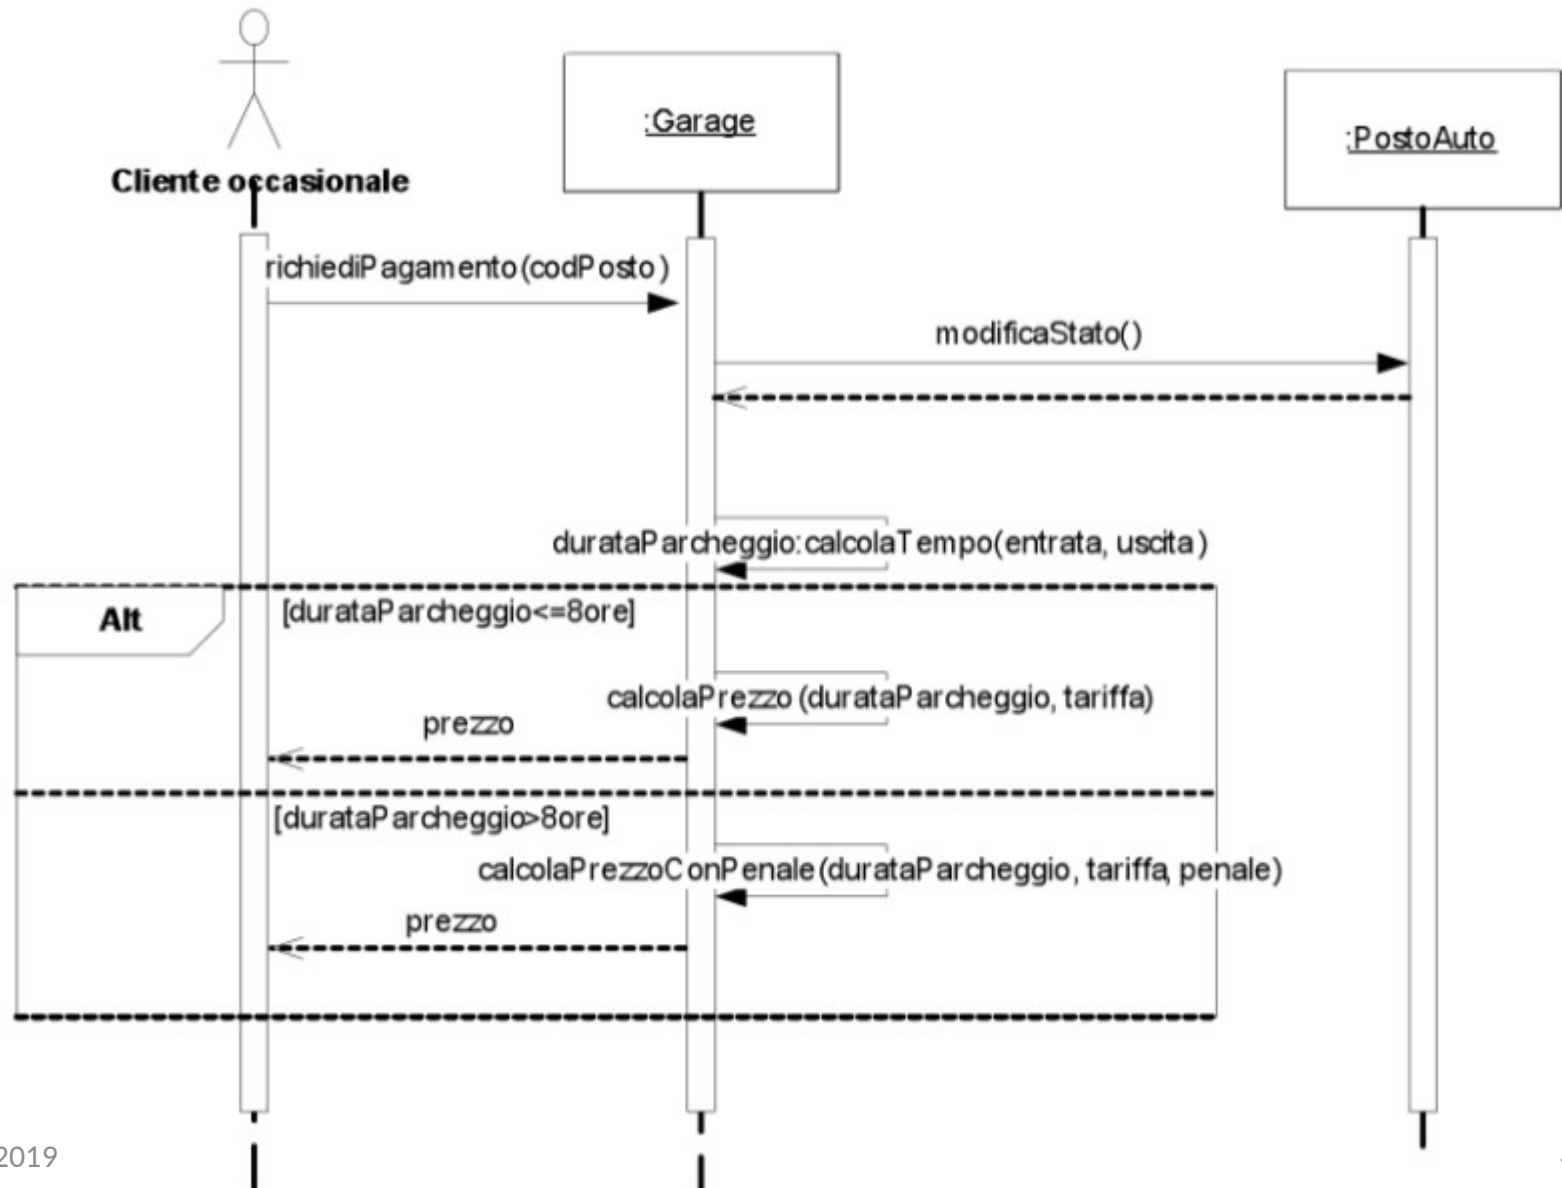 :Garage
:PostoAuto
Cliente occasionale
richiediPagamento(codPosto)
modificaStato()
durataParcheggio:calcolaTempo(entrata, uscita)
Alt
[durataParcheggio<=8ore]
calcolaPrezzo (durataParcheggio, tariffa)
prezzo
[durataParcheggio>8ore]
calcolaPrezzoConPenale(durataParcheggio, tariffa, penale)
prezzo
2019